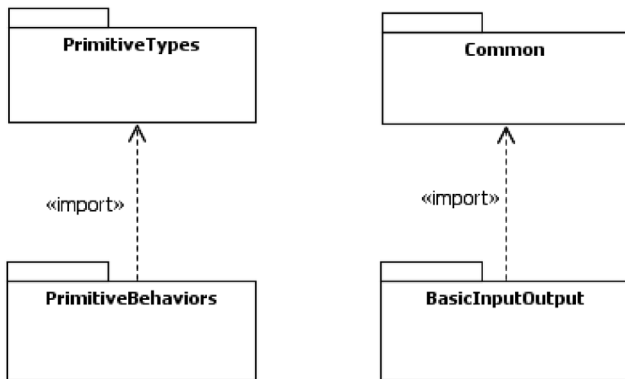 PrimitiveTypes
Common
«import»
«import»
PrimitiveBehaviors
BasicInputOutput